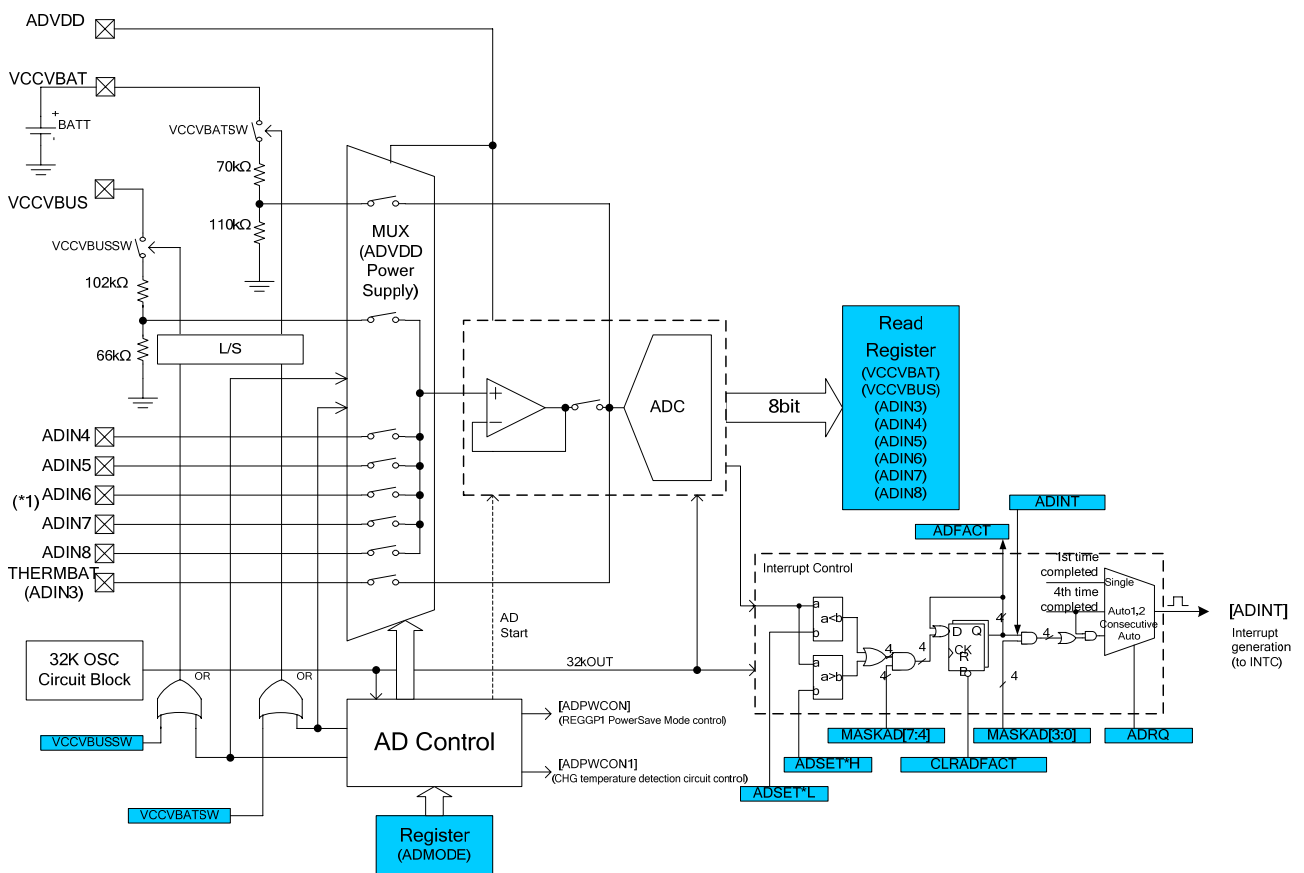 ADVDD
VCCVBAT
+
BATT
-
VCCVBATSW
70kΩ
110kΩ
VCCVBUS
VCCVBUSSW
102kΩ
66kΩ
L/S
MUX
(ADVDD
Power
Supply)
ADIN4
ADIN5
(*1) ADIN6
ADIN7
ADIN8
THERMBAT
(ADIN3)
+
-
ADC
8bit
Read
Register
(VCCVBAT)
(VCCVBUS)
(ADIN3)
(ADIN4)
(ADIN5)
(ADIN6)
(ADIN7)
(ADIN8)
ADINT
ADFACT
Interrupt Control
1st time
completed
Single
4th time
completed
Auto1,2
Consecutive
Auto
a
a<b
b
a
a>b
b
4
4
4
D Q
CK
R
B
4
4
4
[ADINT]
Interrupt
generation
(to INTC)
MASKAD[7:4]
MASKAD[3:0]
ADRQ
ADSET*H
CLRADFACT
ADSET*L
32K OSC
Circuit Block
OR
OR
AD
Start
32kOUT
VCCVBUSSW
VCCVBATSW
AD Control
[ADPWCON]
(REGGP1 PowerSave Mode control)
[ADPWCON1]
(CHG temperature detection circuit control)
Register
(ADMODE)